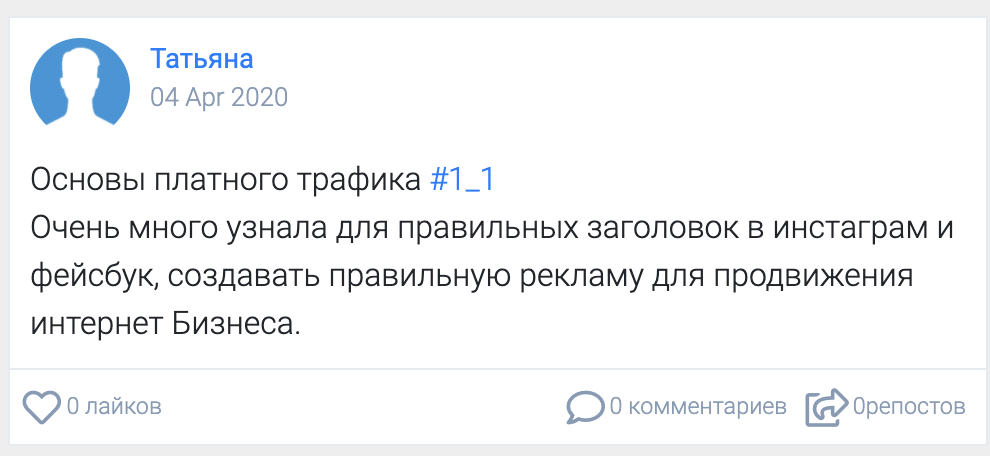 Татьяна
04 Apr 2020
Основы платного трафика #1_1
Очень много узнала для правильных заголовок в инстаграм и
фейсбук, создавать правильную рекламу для продвижения
интернет Бизнеса.
0 лайков
0 комментариев
0репостов